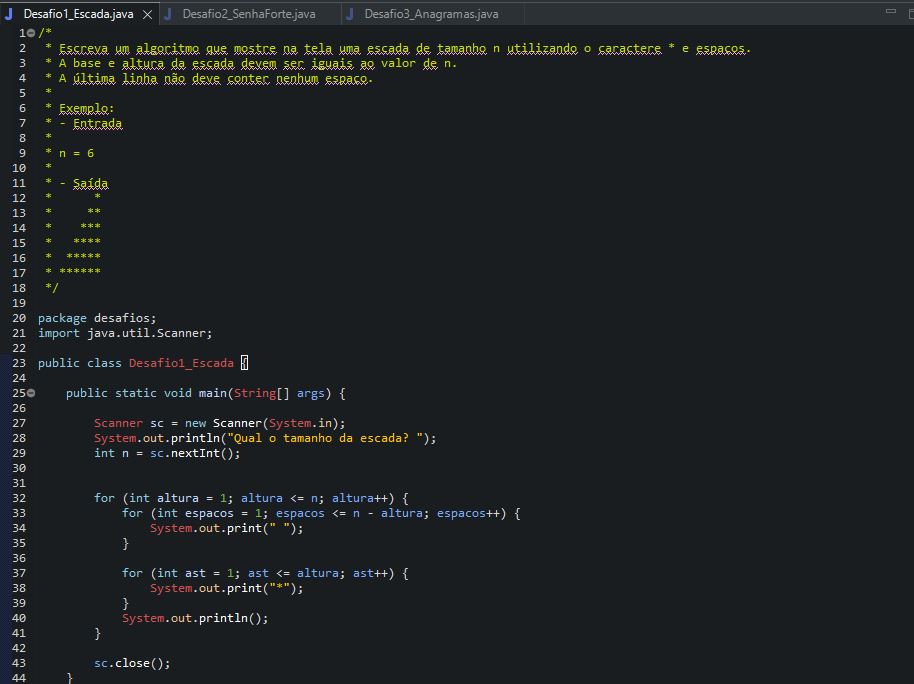 Desafio1_Escada.java Desafio2_SenhaForte.java Desafio3_Anagramas.java
1 /*
2  * Escreva um algoritmo que mostre na tela uma escada de tamanho n utilizando o caractere * e espaços.
3  * A base e altura da escada devem ser iguais ao valor de n.
4  * A última linha não deve conter nenhum espaço.
5  *
6  * Exemplo:
7  * - Entrada
8  *
9  * n = 6
10  *
11  * - Saída
12  *      *
13  *     **
14  *    ***
15  *   ****
16  *  *****
17  * ******
18  */
19
20 package desafios;
21 import java.util.Scanner;
22
23 public class Desafio1_Escada {
24
25     public static void main(String[] args) {
26
27         Scanner sc = new Scanner(System.in);
28         System.out.println("Qual o tamanho da escada? ");
29         int n = sc.nextInt();
30
31
32         for (int altura = 1; altura <= n; altura++) {
33             for (int espacos = 1; espacos <= n - altura; espacos++) {
34                 System.out.print(" ");
35             }
36
37             for (int ast = 1; ast <= altura; ast++) {
38                 System.out.print("*");
39             }
40             System.out.println();
41         }
42
43         sc.close();
44     }